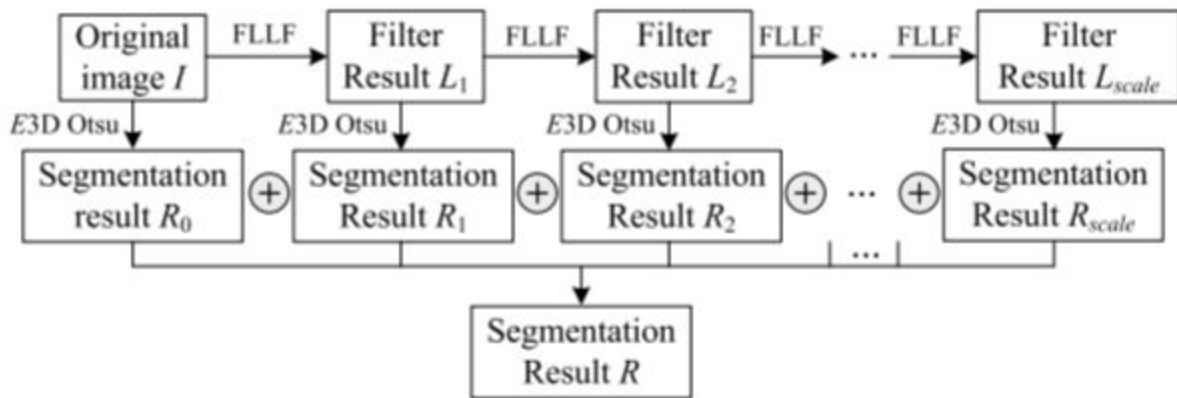 Original
image I
FLLF
Filter
Result L₁
FLLF
Filter
Result L₂
FLLF
...
FLLF
Filter
Result Lscale
E3D Otsu
E3D Otsu
E3D Otsu
E3D Otsu
Segmentation
result R₀
+
Segmentation
Result R₁
+
Segmentation
Result R₂
+
...
+
Segmentation
Result Rscale
...
Segmentation
Result R